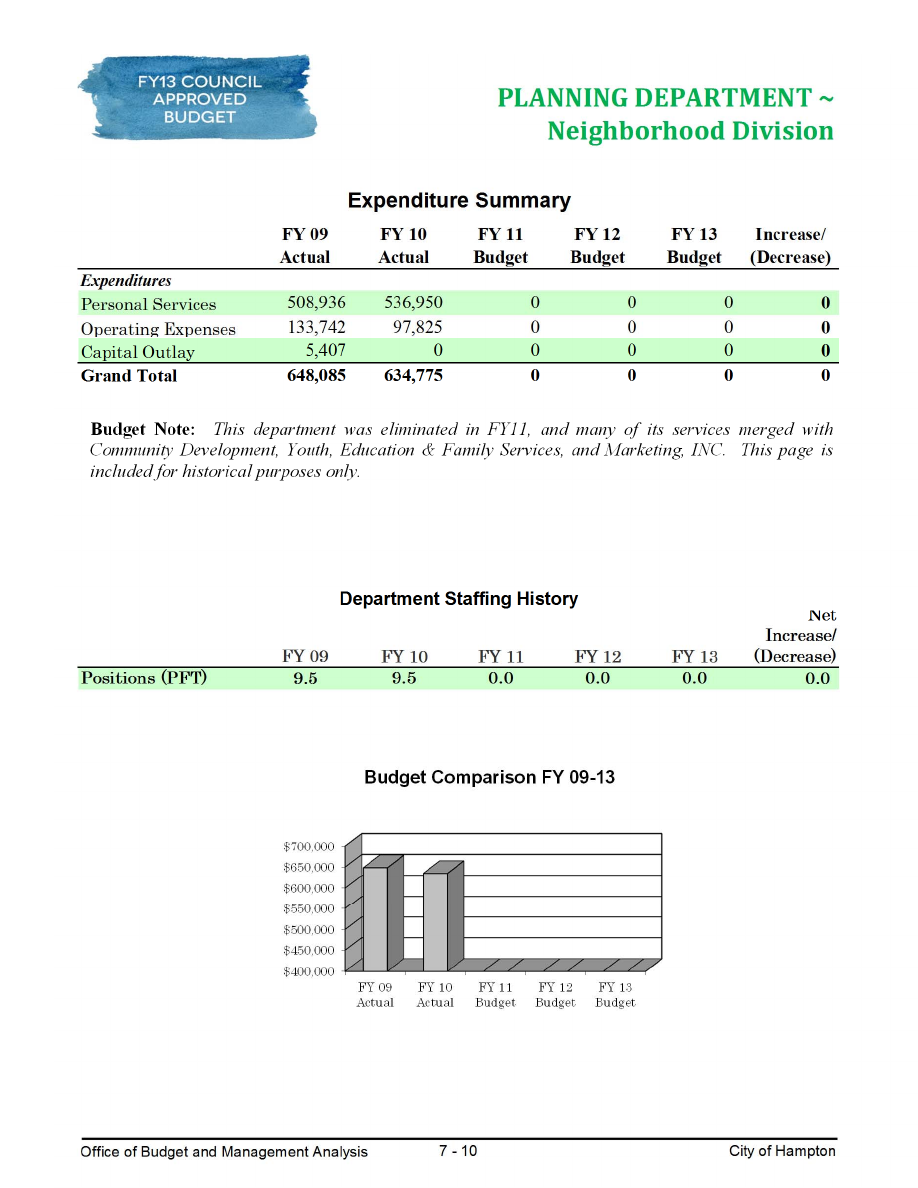 FY13 COUNCIL
APPROVED
BUDGET
PLANNING DEPARTMENT ~
Neighborhood Division
Expenditure Summary
FY 09 FY 10 FY 11 FY 12 FY 13 Increase/
Actual Actual Budget Budget Budget (Decrease)
Expenditures
Personal Services 508,936 536,950 0 0 0 0
Operating Expenses 133,742 97,825 0 0 0 0
Capital Outlay 5,407 0 0 0 0 0
Grand Total 648,085 634,775 0 0 0 0
Budget Note: This department was eliminated in FY11, and many of its services merged with
Community Development, Youth, Education & Family Services, and Marketing, INC. This page is
included for historical purposes only.
Department Staffing History
Net
Increase/
FY 09 FY 10 FY 11 FY 12 FY 13 (Decrease)
Positions (PFT) 9.5 9.5 0.0 0.0 0.0 0.0
Budget Comparison FY 09-13
$700,000
$650,000
$600,000
$550,000
$500,000
$450,000
$400,000
FY 09 FY 10 FY 11 FY 12 FY 13
Actual Actual Budget Budget Budget
Office of Budget and Management Analysis 7 - 10 City of Hampton